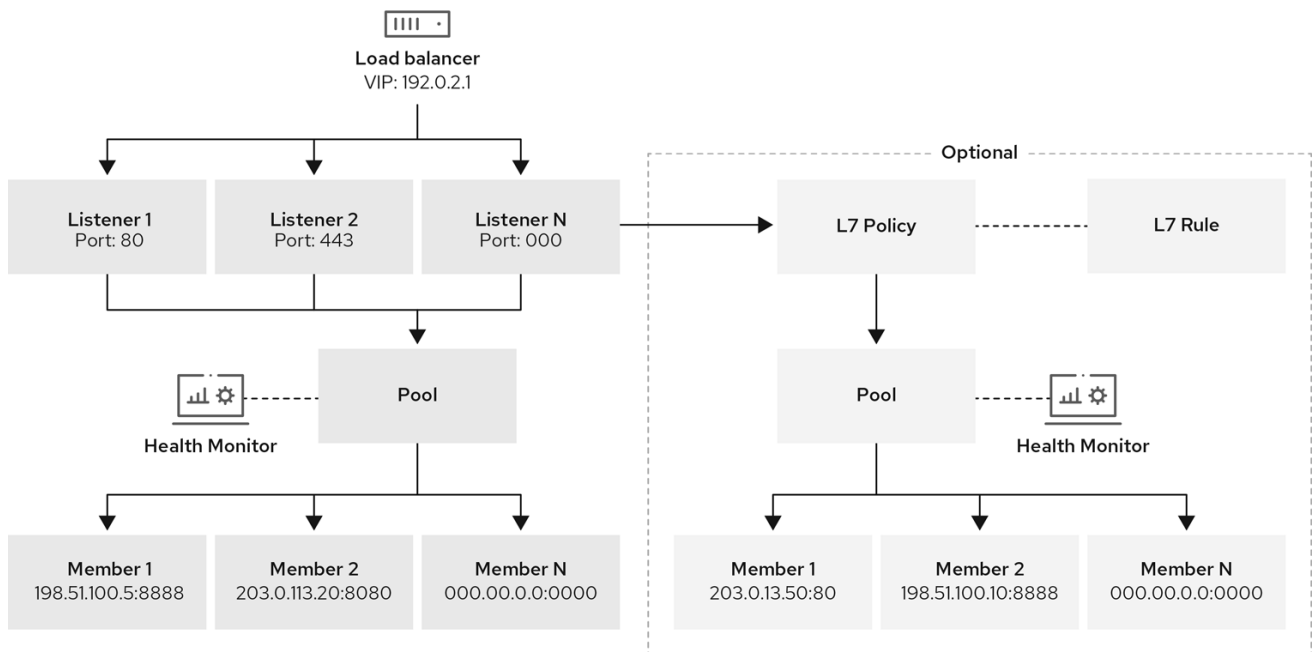 Load balancer
VIP: 192.0.2.1
Optional
Listener 1
Port: 80
Listener 2
Port: 443
Listener N
Port: 000
L7 Policy
L7 Rule
Pool
Health Monitor
Pool
Health Monitor
Member 1
198.51.100.5:8888
Member 2
203.0.113.20:8080
Member N
000.00.0.0:0000
Member 1
203.0.13.50:80
Member 2
198.51.100.10:8888
Member N
000.00.0.0:0000